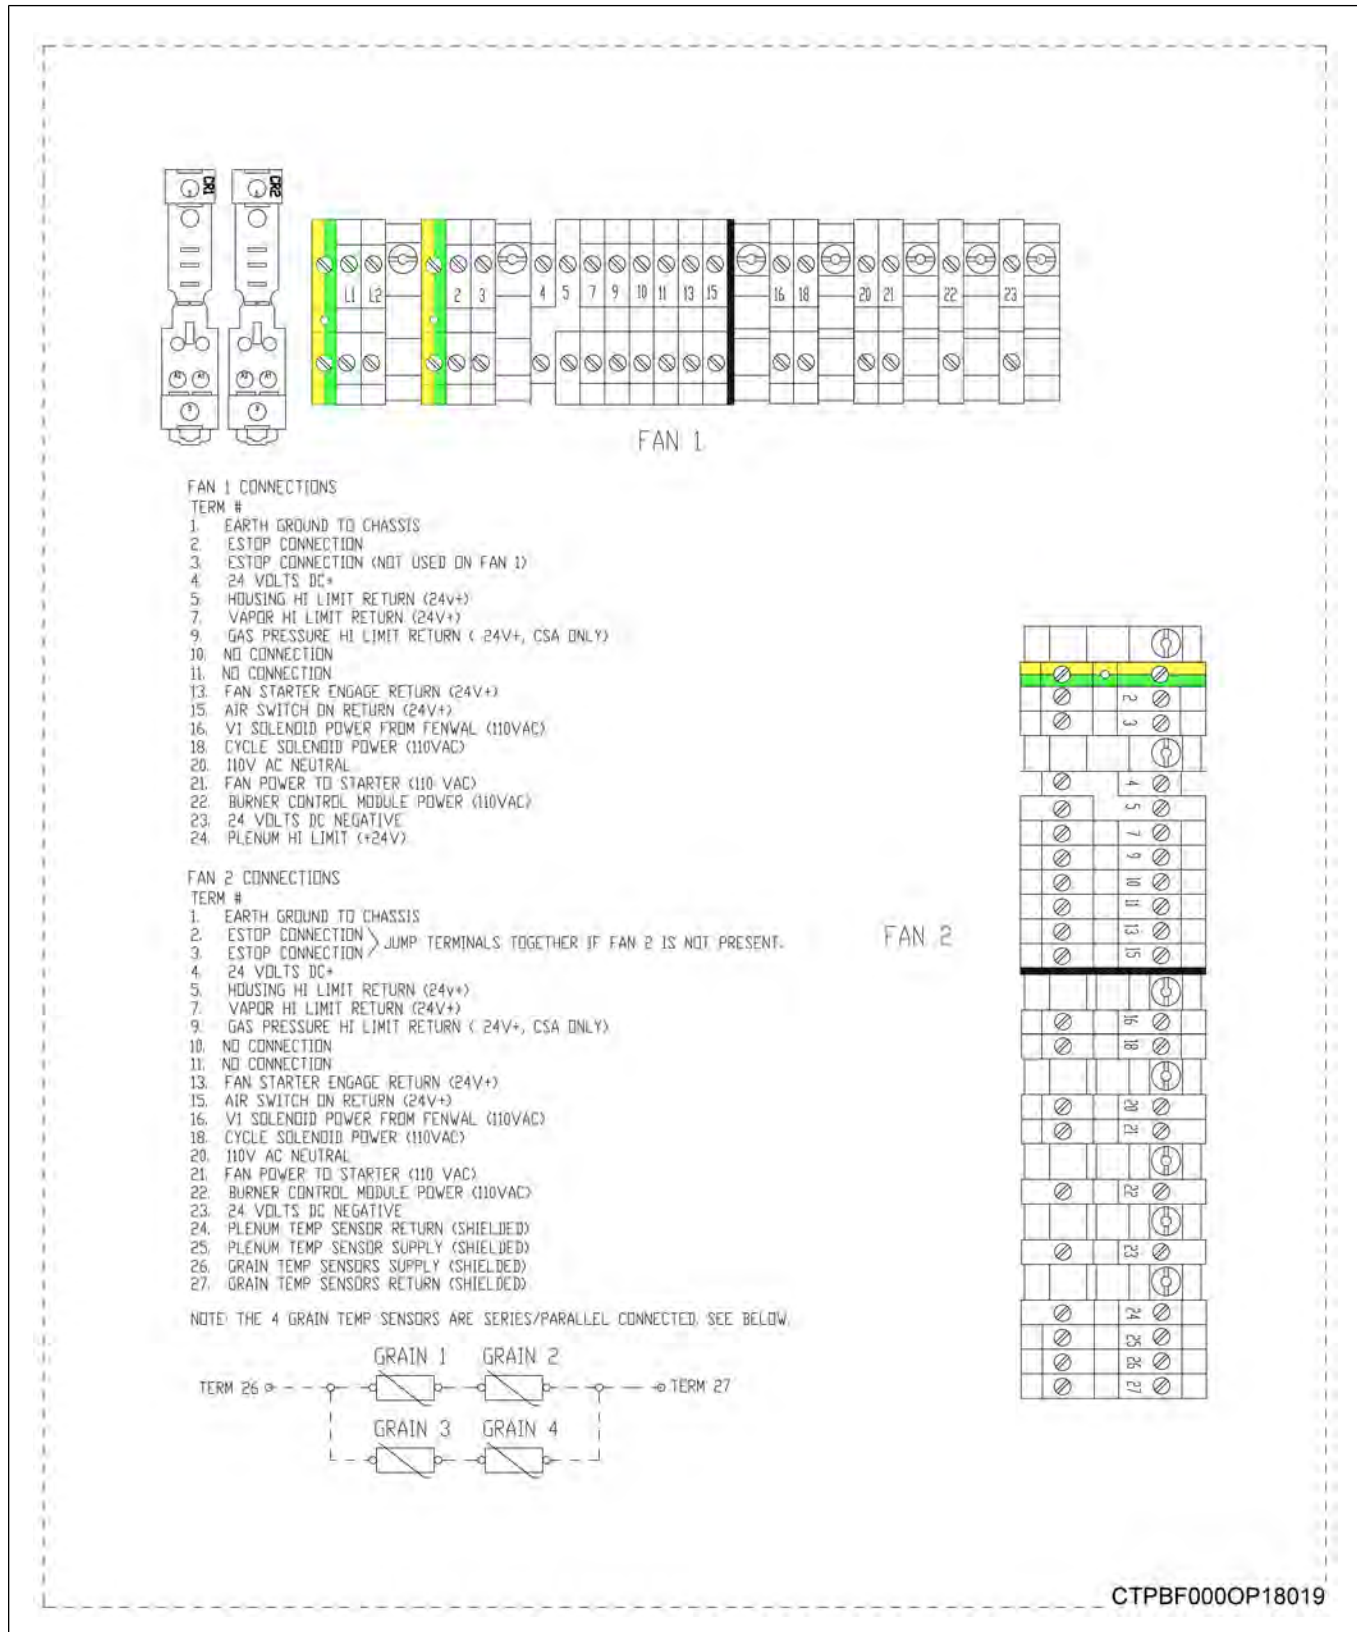 CR1 CR2
L1 L2 2 3 4 5 7 9 10 11 13 15 16 18 20 21 22 23
A2 A1 A2 A1
FAN 1
FAN 1 CONNECTIONS
TERM #
1. EARTH GROUND TO CHASSIS
2. ESTOP CONNECTION
3. ESTOP CONNECTION (NOT USED ON FAN 1)
4. 24 VOLTS DC+
5. HOUSING HI LIMIT RETURN (24V+)
7. VAPOR HI LIMIT RETURN (24V+)
9. GAS PRESSURE HI LIMIT RETURN ( 24V+, CSA ONLY)
10. NO CONNECTION
11. NO CONNECTION
13. FAN STARTER ENGAGE RETURN (24V+)
15. AIR SWITCH ON RETURN (24V+)
16. V1 SOLENOID POWER FROM FENWAL (110VAC)
18. CYCLE SOLENOID POWER (110VAC)
20. 110V AC NEUTRAL
21. FAN POWER TO STARTER (110 VAC)
22. BURNER CONTROL MODULE POWER (110VAC)
23. 24 VOLTS DC NEGATIVE
24. PLENUM HI LIMIT (+24V)
FAN 2 CONNECTIONS
TERM #
1. EARTH GROUND TO CHASSIS
2. ESTOP CONNECTION
3. ESTOP CONNECTION
JUMP TERMINALS TOGETHER IF FAN 2 IS NOT PRESENT.
4. 24 VOLTS DC+
5. HOUSING HI LIMIT RETURN (24v+)
7. VAPOR HI LIMIT RETURN (24V+)
9. GAS PRESSURE HI LIMIT RETURN ( 24V+, CSA ONLY)
10. NO CONNECTION
11. NO CONNECTION
13. FAN STARTER ENGAGE RETURN (24V+)
15. AIR SWITCH ON RETURN (24V+)
16. V1 SOLENOID POWER FROM FENWAL (110VAC)
18. CYCLE SOLENOID POWER (110VAC)
20. 110V AC NEUTRAL
21. FAN POWER TO STARTER (110 VAC)
22. BURNER CONTROL MODULE POWER (110VAC)
23. 24 VOLTS DC NEGATIVE
24. PLENUM TEMP SENSOR RETURN (SHIELDED)
25. PLENUM TEMP SENSOR SUPPLY (SHIELDED)
26. GRAIN TEMP SENSORS SUPPLY (SHIELDED)
27. GRAIN TEMP SENSORS RETURN (SHIELDED)
NOTE: THE 4 GRAIN TEMP SENSORS ARE SERIES/PARALLEL CONNECTED. SEE BELOW.
GRAIN 1 GRAIN 2
TERM 26 TERM 27
GRAIN 3 GRAIN 4
FAN 2
2
3
4
5
7
9
10
11
13
15
16
18
20
21
22
23
24
25
26
27
CTPBF000OP18019